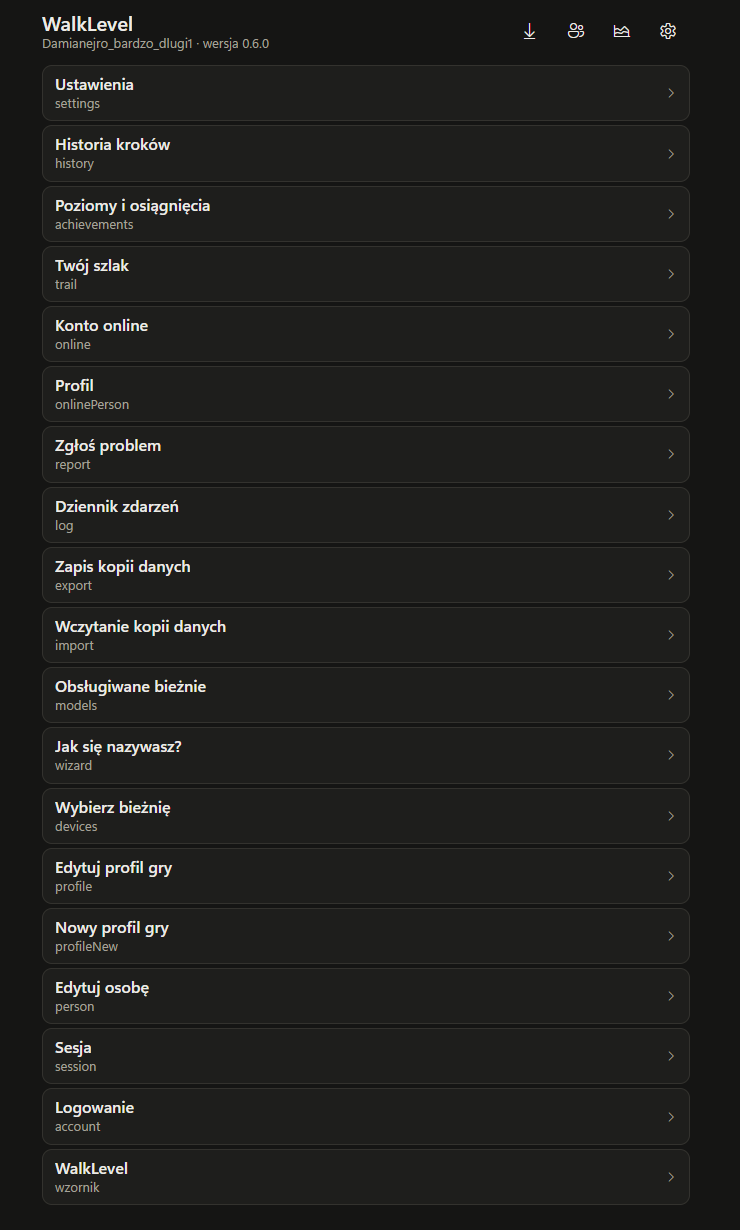 WalkLevel
Damianejro_bardzo_dlugi1 · wersja 0.6.0
Ustawienia
settings
Historia kroków
history
Poziomy i osiągnięcia
achievements
Twój szlak
trail
Konto online
online
Profil
onlinePerson
Zgłoś problem
report
Dziennik zdarzeń
log
Zapis kopii danych
export
Wczytanie kopii danych
import
Obsługiwane bieżnie
models
Jak się nazywasz?
wizard
Wybierz bieżnię
devices
Edytuj profil gry
profile
Nowy profil gry
profileNew
Edytuj osobę
person
Sesja
session
Logowanie
account
WalkLevel
wzornik